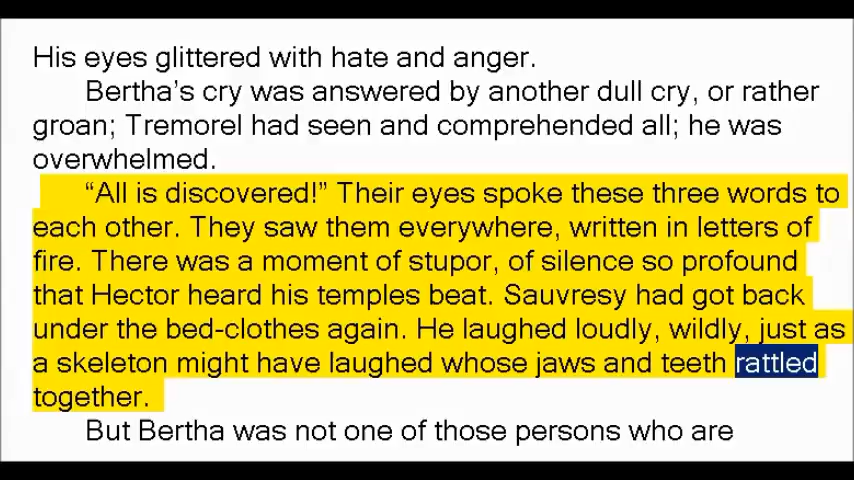 His eyes glittered with hate and anger.
Bertha’s cry was answered by another dull cry, or rather
groan; Tremorel had seen and comprehended all; he was
overwhelmed.
“All is discovered!” Their eyes spoke these three words to
each other. They saw them everywhere, written in letters of
fire. There was a moment of stupor, of silence so profound
that Hector heard his temples beat. Sauvresy had got back
under the bed-clothes again. He laughed loudly, wildly, just as
a skeleton might have laughed whose jaws and teeth rattled
together.
But Bertha was not one of those persons who are